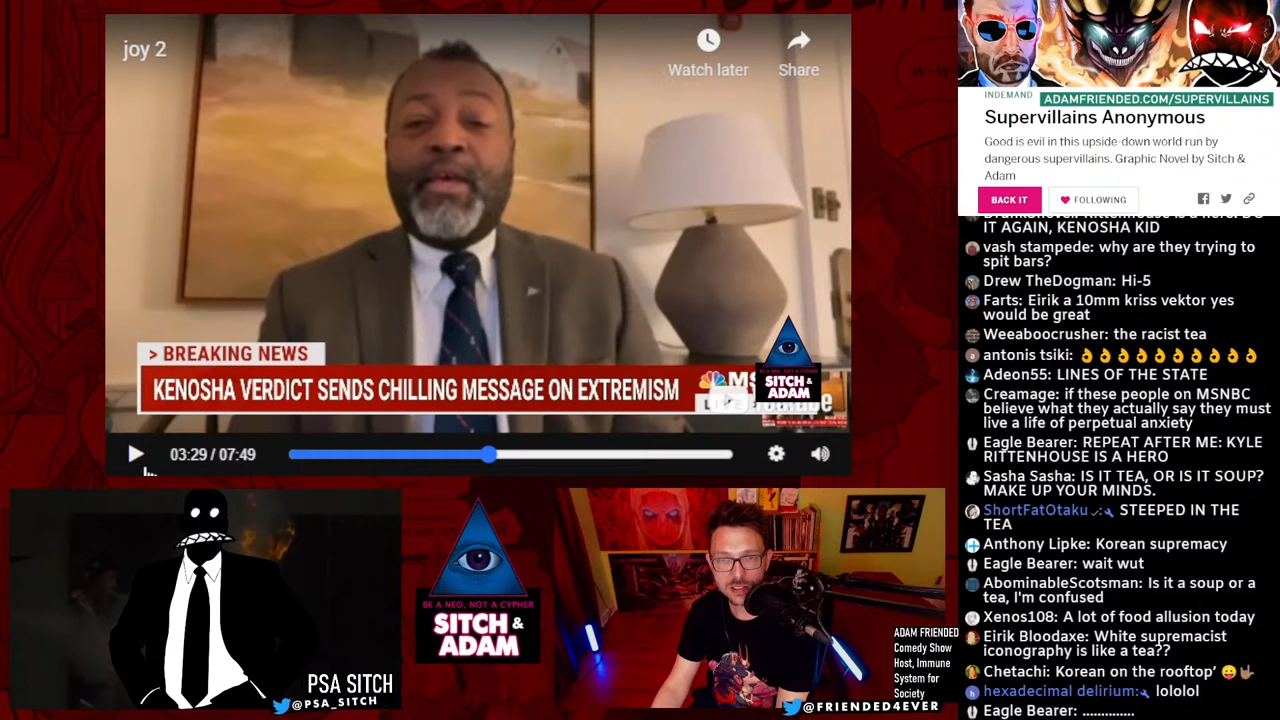 joy 2
Watch later
Share
> BREAKING NEWS
KENOSHA VERDICT SENDS CHILLING MESSAGE ON EXTREMISM
BE A NEO, NOT A CYPHER
SITCH &
ADAM
03:29 / 07:49
PSA SITCH
@PSA_SITCH
BE A NEO, NOT A CYPHER
SITCH &
ADAM
ADAM FRIENDED
Comedy Show
Host, Immune
System for
Society
@FRIENDED4EVER
INDEMAND
ADAMFRIENDED.COM/SUPERVILLAINS
Supervillains Anonymous
Good is evil in this upside-down world run by
dangerous supervillains. Graphic Novel by Sitch &
Adam
BACK IT
FOLLOWING
IT AGAIN, KENOSHA KID
vash stampede: why are they trying to
spit bars?
Drew TheDogman: Hi-5
Farts: Eirik a 10mm kriss vektor yes
would be great
Weeaboocrusher: the racist tea
antonis tsiki: 👌👌👌👌👌👌👌👌👌👌
Adeon55: LINES OF THE STATE
Creamage: if these people on MSNBC
believe what they actually say they must
live a life of perpetual anxiety
Eagle Bearer: REPEAT AFTER ME: KYLE
RITTENHOUSE IS A HERO
Sasha Sasha: IS IT TEA, OR IS IT SOUP?
MAKE UP YOUR MINDS.
ShortFatOtaku: STEEPED IN THE
TEA
Anthony Lipke: Korean supremacy
Eagle Bearer: wait wut
AbominableScotsman: Is it a soup or a
tea, I'm confused
Xenos108: A lot of food allusion today
Eirik Bloodaxe: White supremacist
iconography is like a tea??
Chetachi: Korean on the rooftop’ 😛🤟
hexadecimal delirium: lololol
Eagle Bearer: ..............